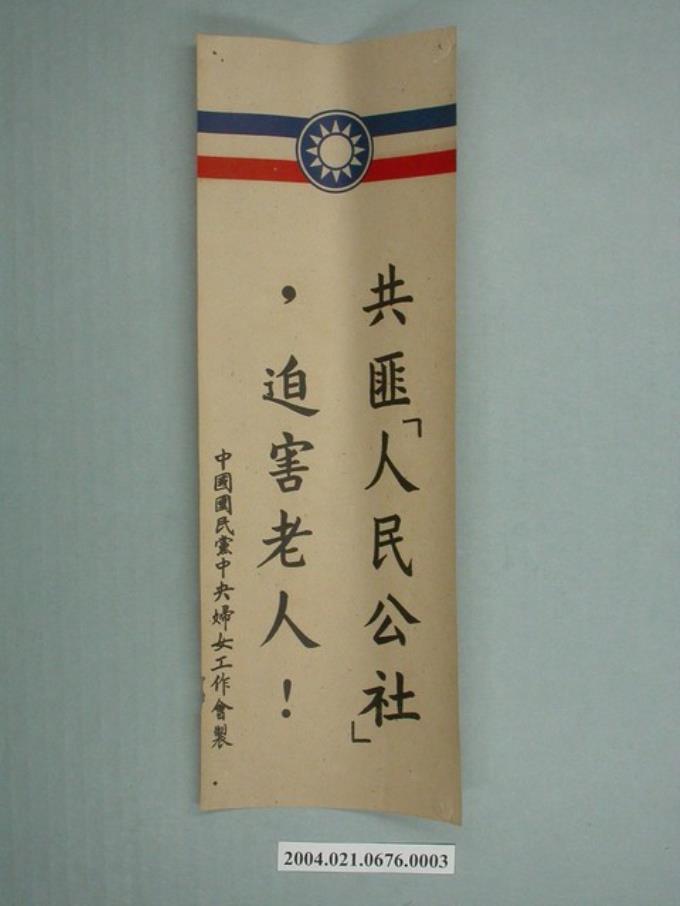 共匪「人民公社」
，迫害老人！
中國國民黨中央婦女工作會製
2004.021.0676.0003